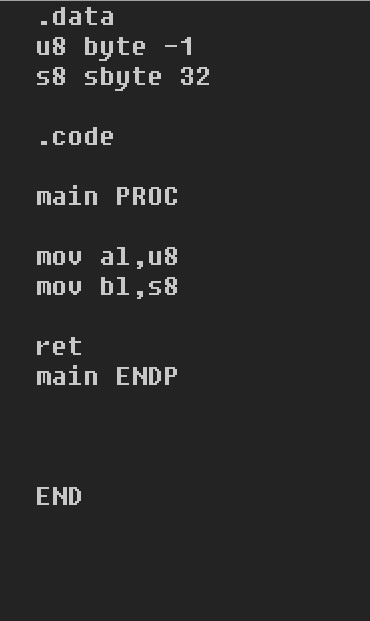 .data
u8 byte -1
s8 sbyte 32
.code
main PROC
mov al,u8
mov bl,s8
ret
main ENDP
END